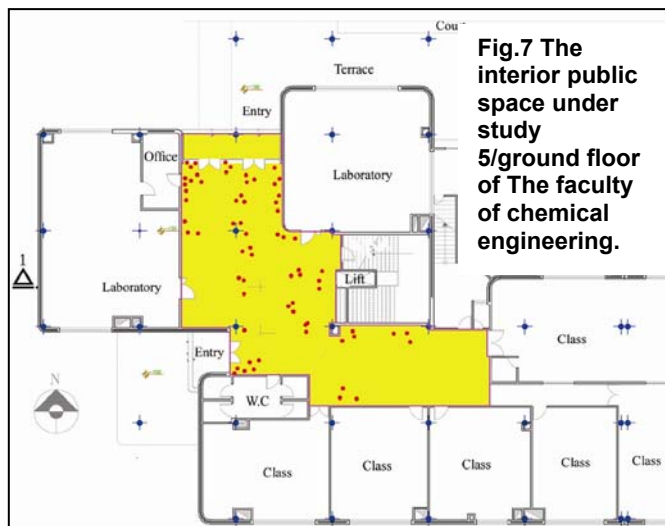 Cour
Fig.7 The
interior public
space under
study
5/ground floor
of The faculty
of chemical
engineering.
Terrace
Entry
Office
Laboratory
1
Lift
Laboratory
Class
Entry
N
W.C
Class
Class
Class
Class
Class